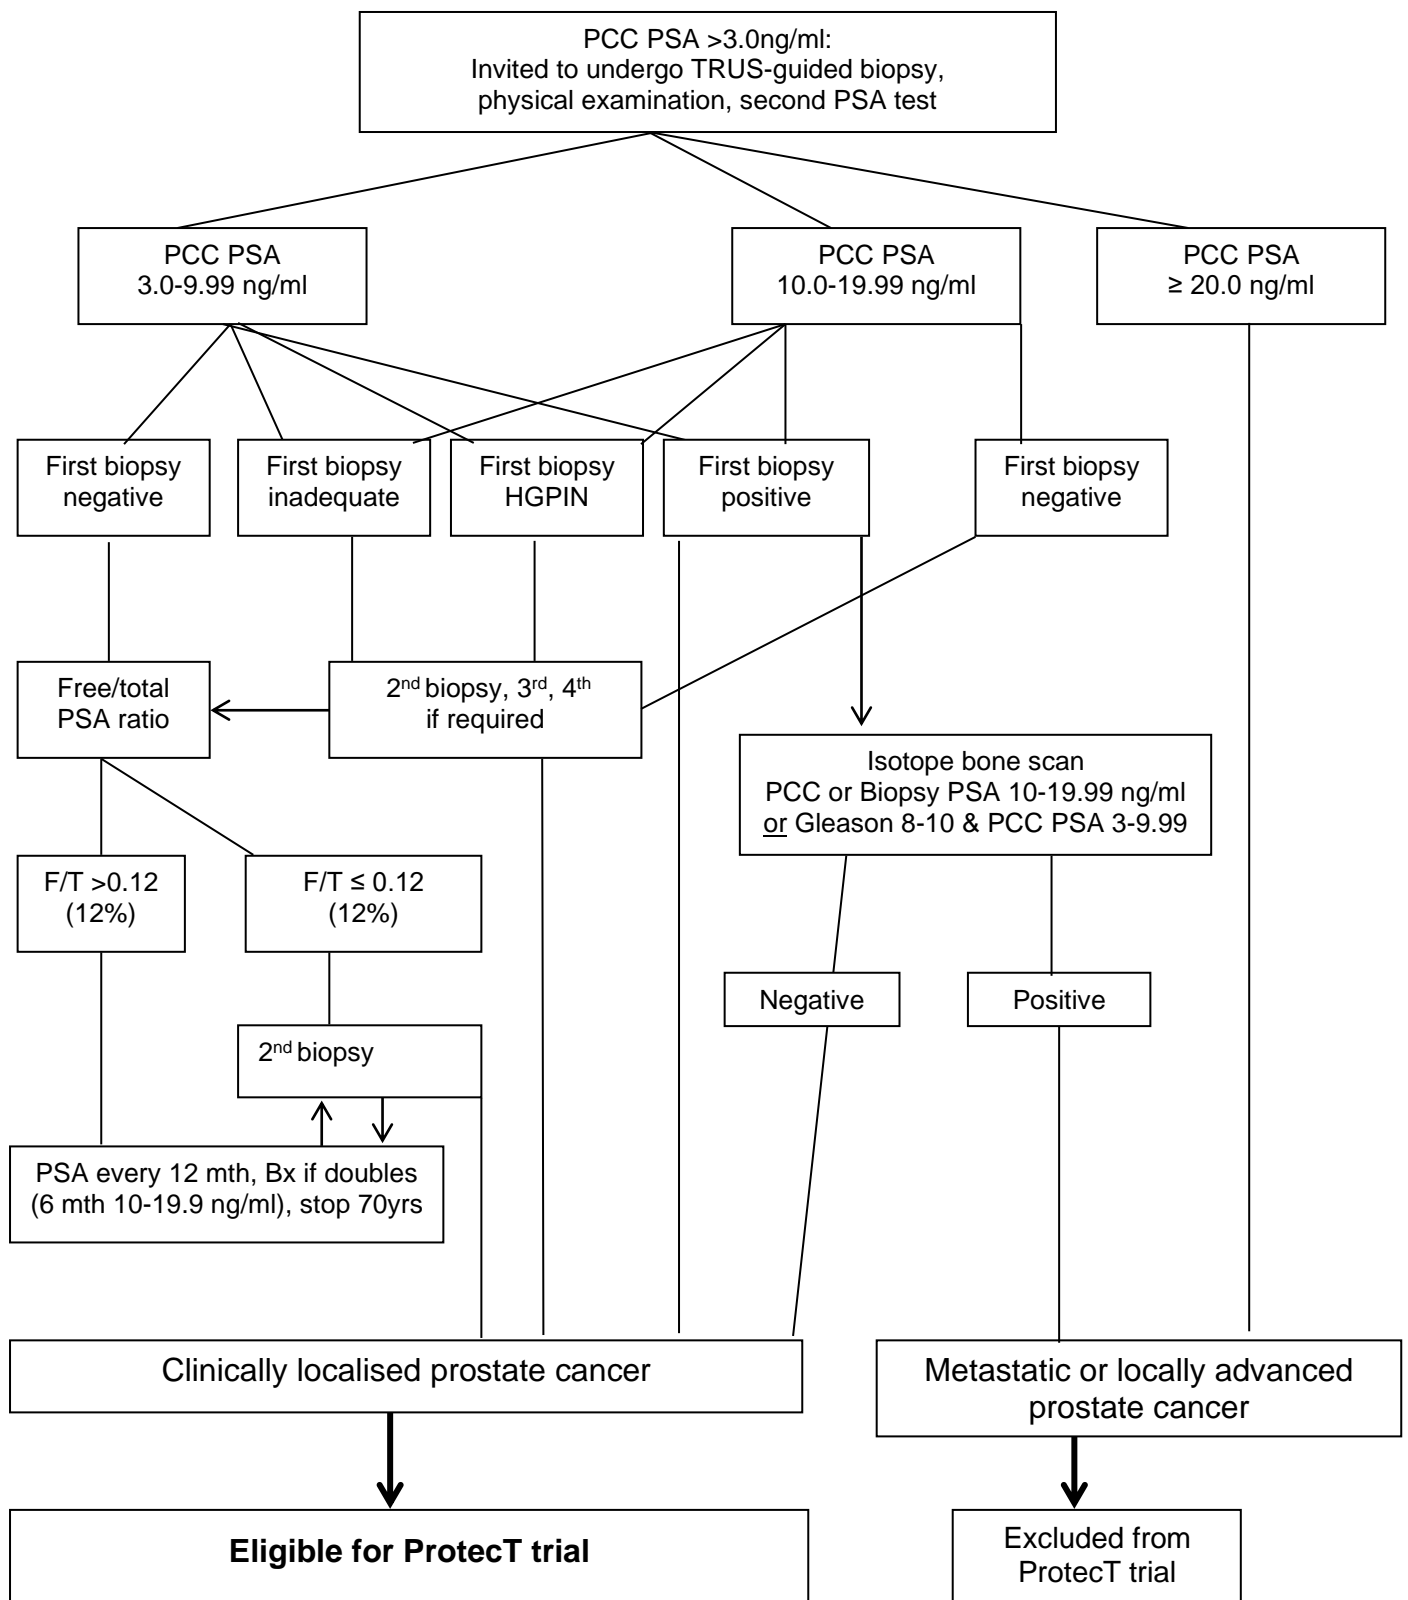 PCC PSA >3.0ng/ml:
Invited to undergo TRUS-guided biopsy,
physical examination, second PSA test
PCC PSA
3.0-9.99 ng/ml
PCC PSA
10.0-19.99 ng/ml
PCC PSA
≥ 20.0 ng/ml
First biopsy
negative
First biopsy
inadequate
First biopsy
HGPIN
First biopsy
positive
First biopsy
negative
Free/total
PSA ratio
2nd biopsy, 3rd, 4th
if required
Isotope bone scan
PCC or Biopsy PSA 10-19.99 ng/ml
or Gleason 8-10 & PCC PSA 3-9.99
F/T >0.12
(12%)
F/T ≤ 0.12
(12%)
Negative
Positive
2nd biopsy
PSA every 12 mth, Bx if doubles
(6 mth 10-19.9 ng/ml), stop 70yrs
Clinically localised prostate cancer
Metastatic or locally advanced
prostate cancer
Eligible for ProtecT trial
Excluded from
ProtecT trial